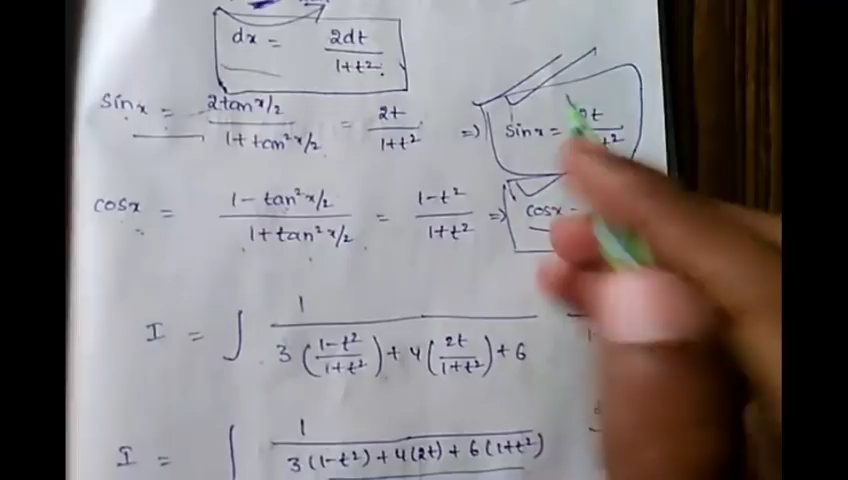 dx = 2dt/1+t².
Sinx = 2tan x/2 / 1+tan² x/2 = 2t/1+t² ⇒ Sinx =
cosx = 1-tan² x/2 / 1+tan² x/2 = 1-t²/1+t² ⇒ cosx =
I = ∫ 1 / 3(1-t²/1+t²)+4(2t/1+t²)+6
I = ∫ 1 / 3(1-t²)+4(2t)+6(1+t²)